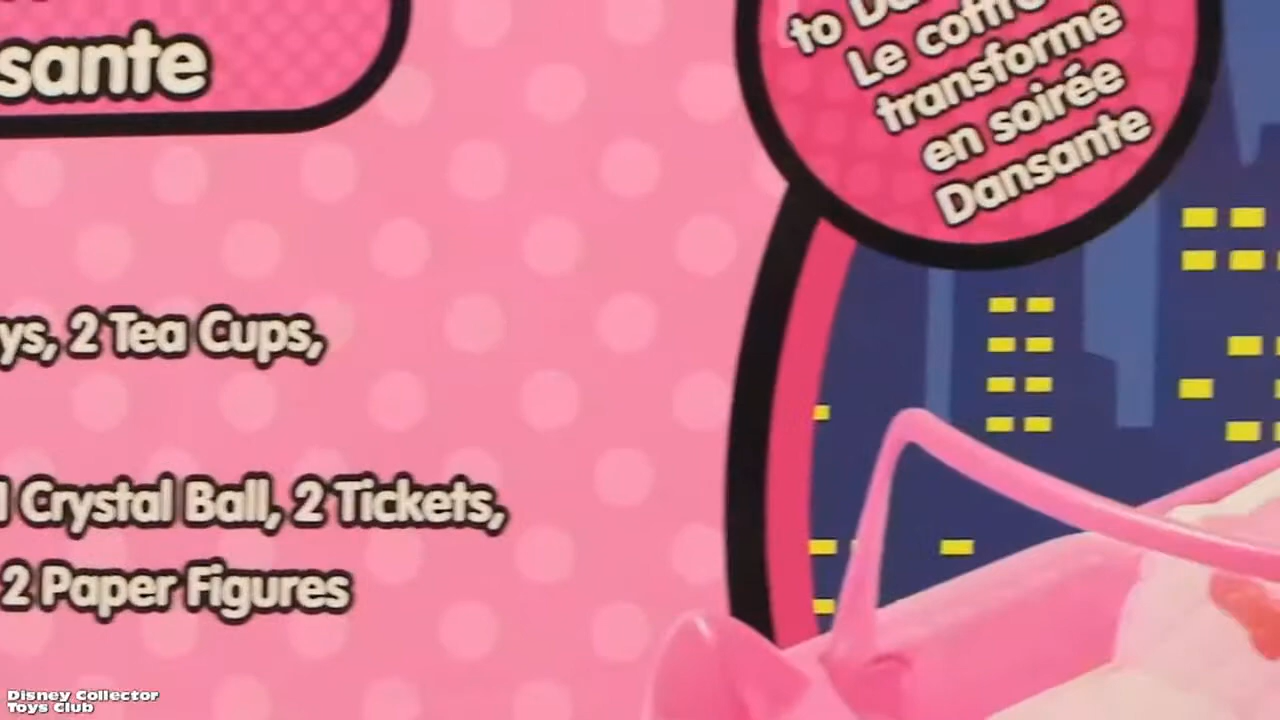 sante
ys, 2 Tea Cups,
1 Crystal Ball, 2 Tickets,
2 Paper Figures
to
Le coffre
transforme
en soirée
Dansante
Disney Collector
Toys Club